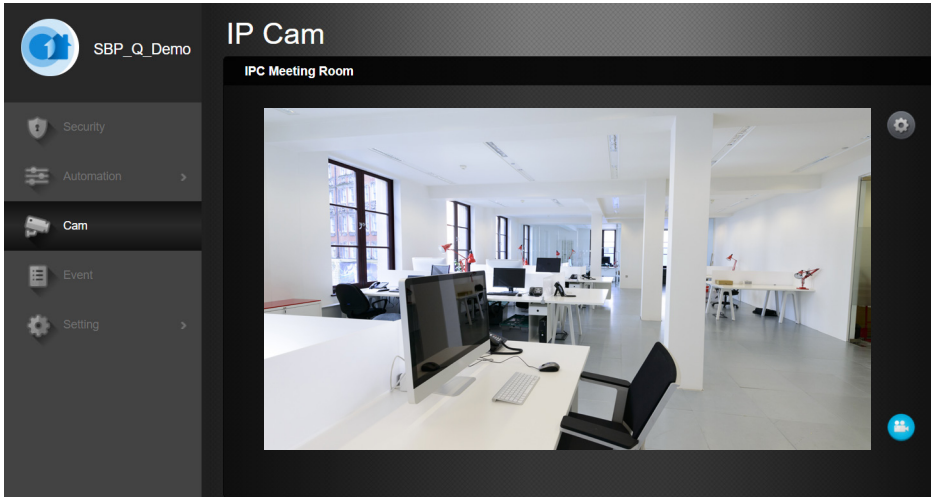 SBP_Q_Demo
IP Cam
IPC Meeting Room
Security
Automation
Cam
Event
Setting